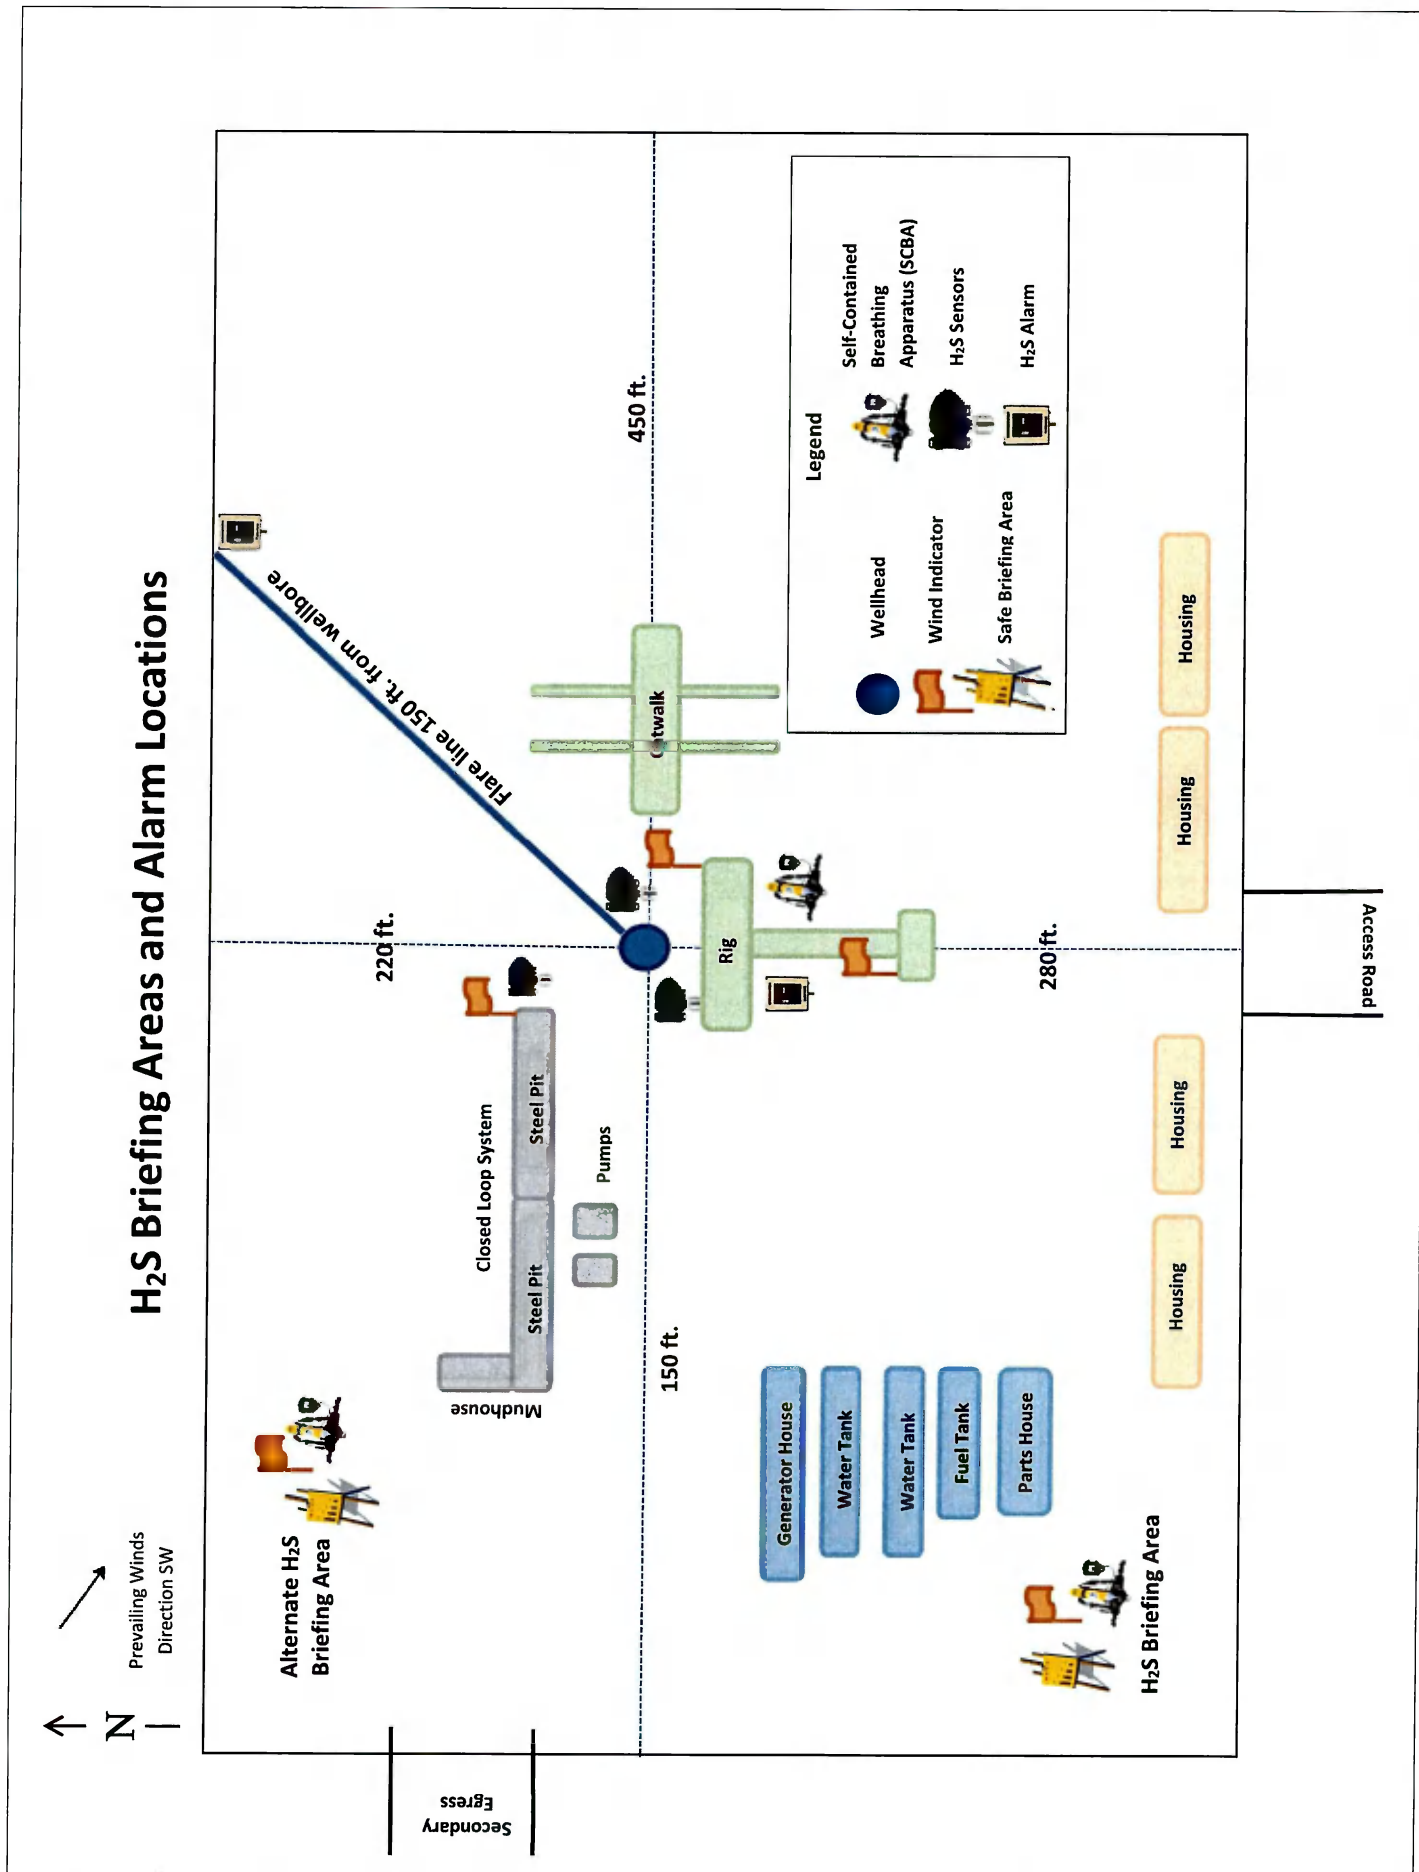 H₂S Briefing Areas and Alarm Locations
N
Prevailing Winds
Direction SW
Alternate H₂S
Briefing Area
Secondary
Egress
Mudhouse
Closed Loop System
Steel Pit
Steel Pit
Pumps
220 ft.
Flare line 150 ft. from wellbore
150 ft.
450 ft.
Rig
280 ft.
Generator House
Water Tank
Water Tank
Fuel Tank
Parts House
H₂S Briefing Area
Housing
Housing
Housing
Housing
Access Road
Legend
Wellhead
Wind Indicator
Safe Briefing Area
Self-Contained
Breathing
Apparatus (SCBA)
H₂S Sensors
H₂S Alarm